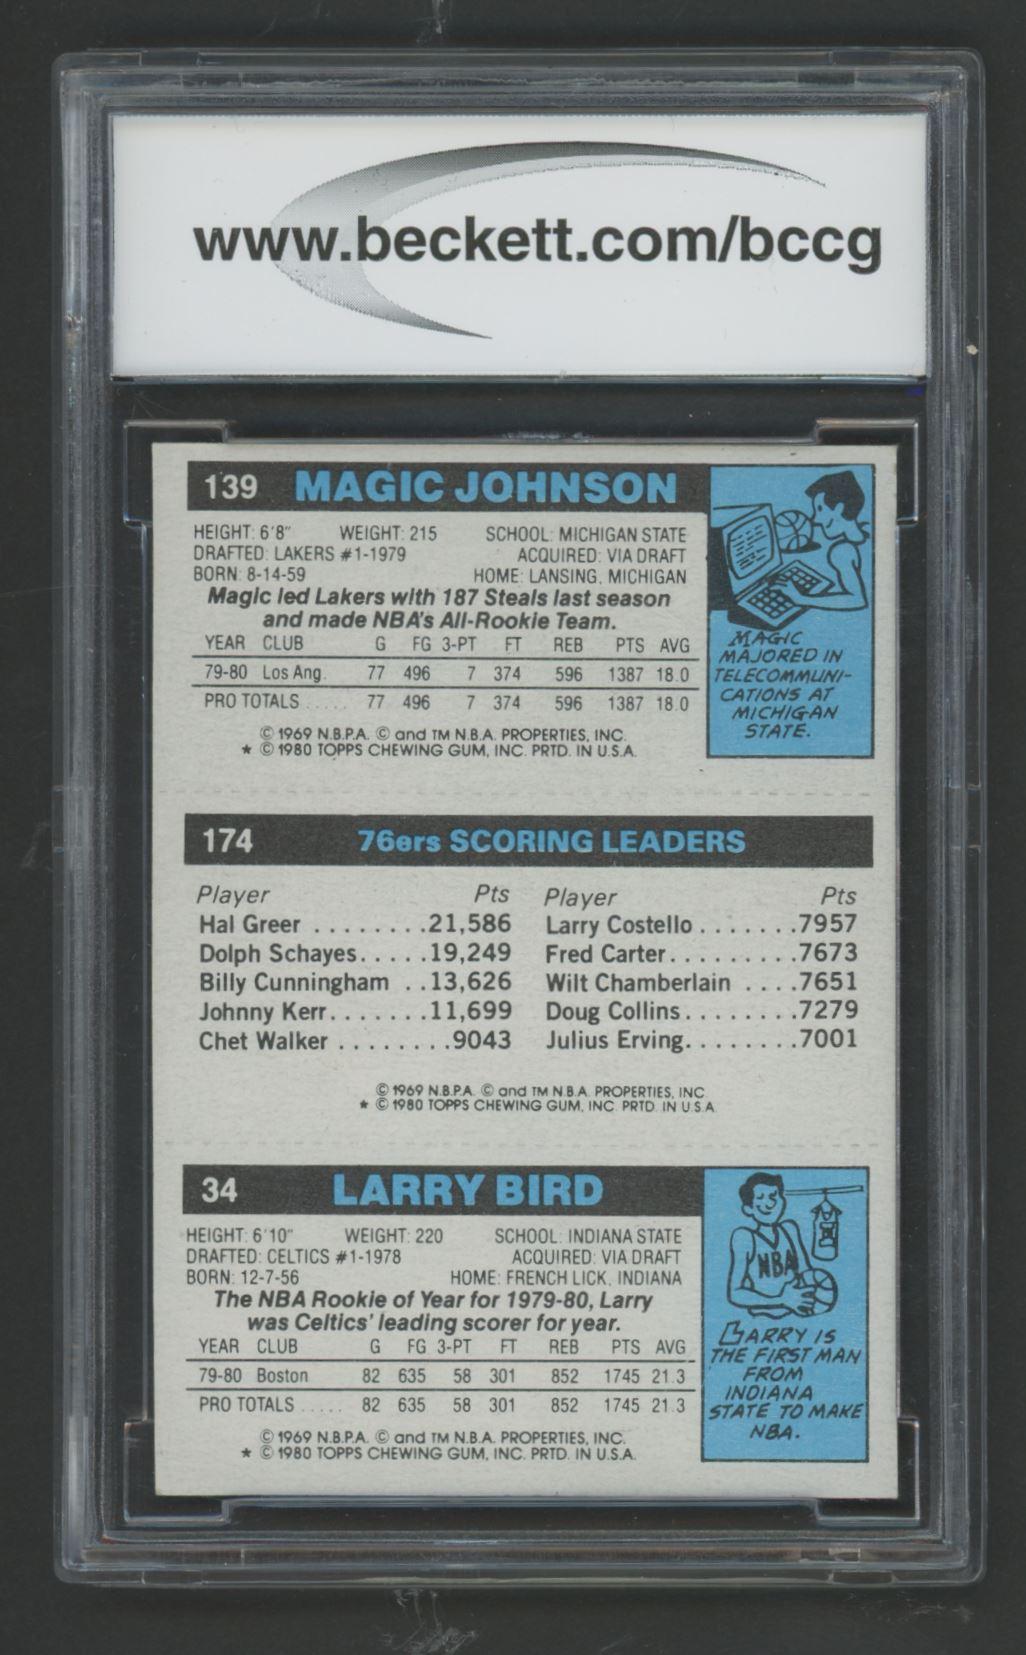 www.beckett.com/bccg
139 MAGIC JOHNSON
HEIGHT: 6'8" WEIGHT: 215 SCHOOL: MICHIGAN STATE
DRAFTED: LAKERS #1-1979 ACQUIRED: VIA DRAFT
BORN: 8-14-59 HOME: LANSING, MICHIGAN
Magic led Lakers with 187 Steals last season
and made NBA's All-Rookie Team.
YEAR CLUB G FG 3-PT FT REB PTS AVG
79-80 Los Ang. 77 496 7 374 596 1387 18.0
PRO TOTALS ..... 77 496 7 374 596 1387 18.0
© 1969 N.B.P.A. © and TM N.B.A. PROPERTIES, INC.
* © 1980 TOPPS CHEWING GUM, INC. PRTD. IN U.S.A.
MAGIC
MAJORED IN
TELECOMMUNI-
CATIONS AT
MICHIGAN
STATE.
174 76ers SCORING LEADERS
Player Pts Player Pts
Hal Greer ........21,586 Larry Costello .......7957
Dolph Schayes.....19,249 Fred Carter.........7673
Billy Cunningham ..13,626 Wilt Chamberlain ....7651
Johnny Kerr.......11,699 Doug Collins........7279
Chet Walker ........9043 Julius Erving........7001
© 1969 N.B.P.A. © and TM N.B.A. PROPERTIES, INC
* © 1980 TOPPS CHEWING GUM, INC. PRTD. IN U.S.A
34 LARRY BIRD
HEIGHT: 6'10" WEIGHT: 220 SCHOOL: INDIANA STATE
DRAFTED: CELTICS #1-1978 ACQUIRED: VIA DRAFT
BORN: 12-7-56 HOME: FRENCH LICK, INDIANA
The NBA Rookie of Year for 1979-80, Larry
was Celtics' leading scorer for year.
YEAR CLUB G FG 3-PT FT REB PTS AVG
79-80 Boston 82 635 58 301 852 1745 21.3
PRO TOTALS ..... 82 635 58 301 852 1745 21.3
© 1969 N.B.P.A. © and TM N.B.A. PROPERTIES, INC.
* © 1980 TOPPS CHEWING GUM, INC. PRTD. IN U.S.A.
NBA
LARRY IS
THE FIRST MAN
FROM
INDIANA
STATE TO MAKE
NBA.